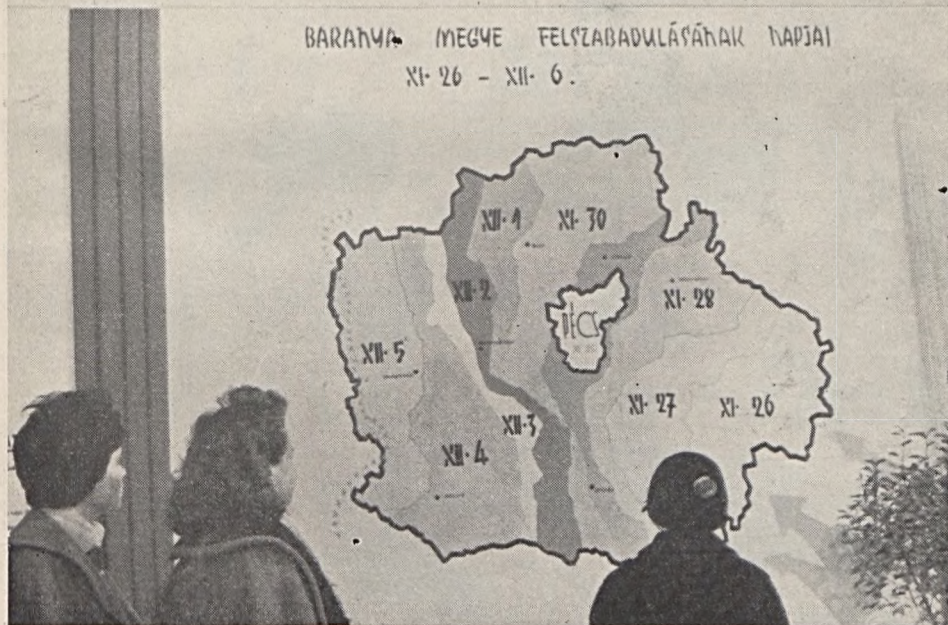 BARANYA MEGYE FELSZABADULÁSÁNAK NAPJAI
XI· 26 - XII· 6.
XII· 1
XI· 30
XII· 2
XI· 28
PÉCS
XII· 5
XI· 27
XI· 26
XII· 3
XII· 4